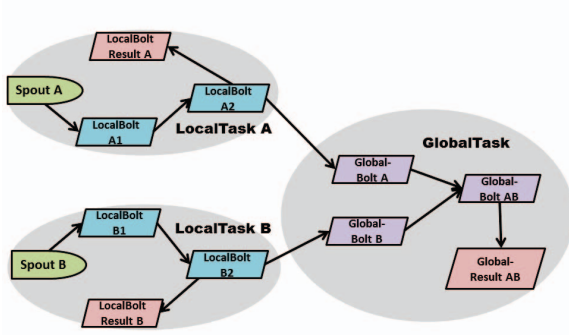 LocalBolt
Result A
Spout A
LocalBolt
A2
LocalBolt
A1
LocalTask A
GlobalTask
Global-
Bolt A
Global-
Bolt AB
LocalBolt
B1
LocalTask B
Global-
Bolt B
Spout B
LocalBolt
B2
Global-
Result AB
LocalBolt
Result B